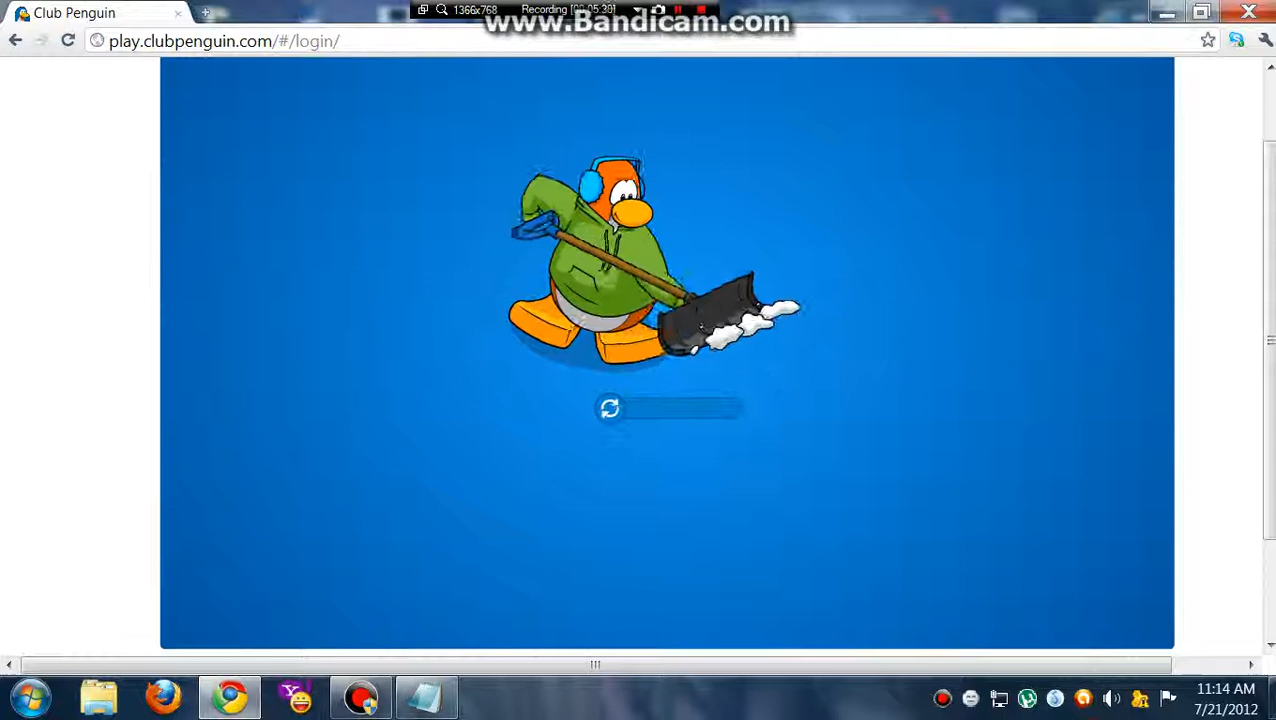 Club Penguin
1366x768
Recording [00:05:30]
www.Bandicam.com
play.clubpenguin.com/#/login/
11:14 AM
7/21/2012